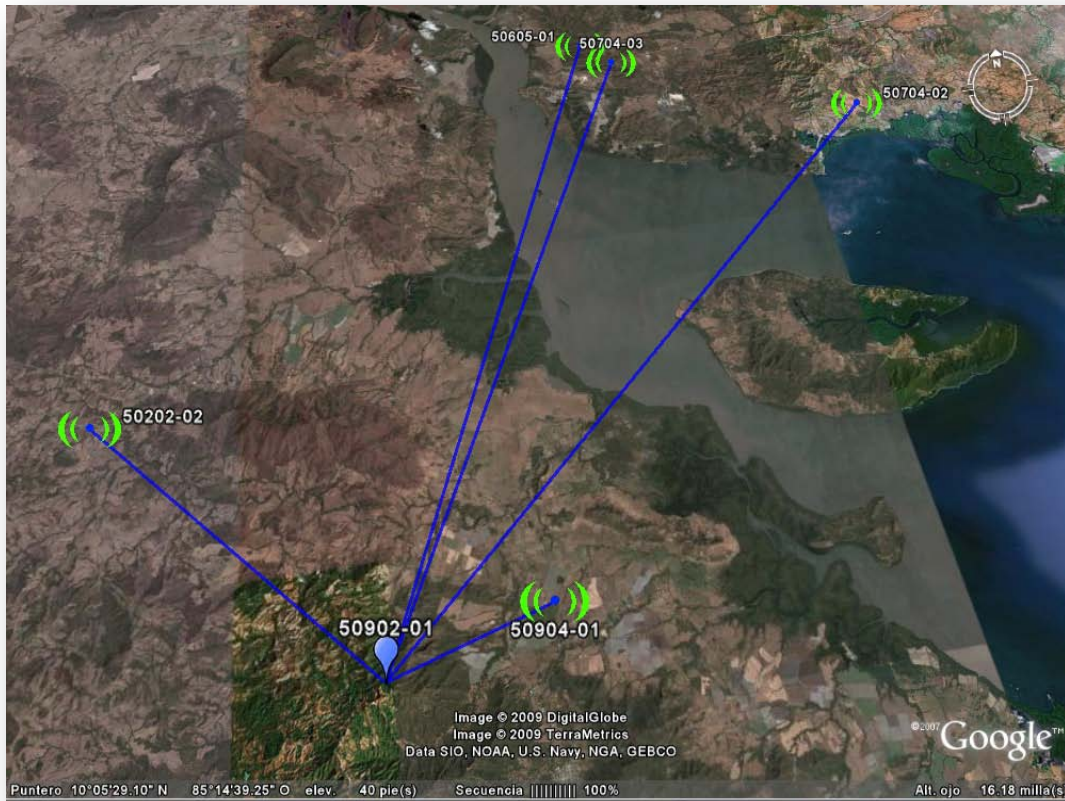 50605-01
50704-03
N
50704-02
50202-02
50902-01
50904-01
Image © 2009 DigitalGlobe
Image © 2009 TerraMetrics
Data SIO, NOAA, U.S. Navy, NGA, GEBCO
©2007 Google™
Puntero 10°05'29.10" N 85°14'39.25" O elev. 40 pie(s) Secuencia |||||||||| 100% Alt. ojo 16.18 milla(s)